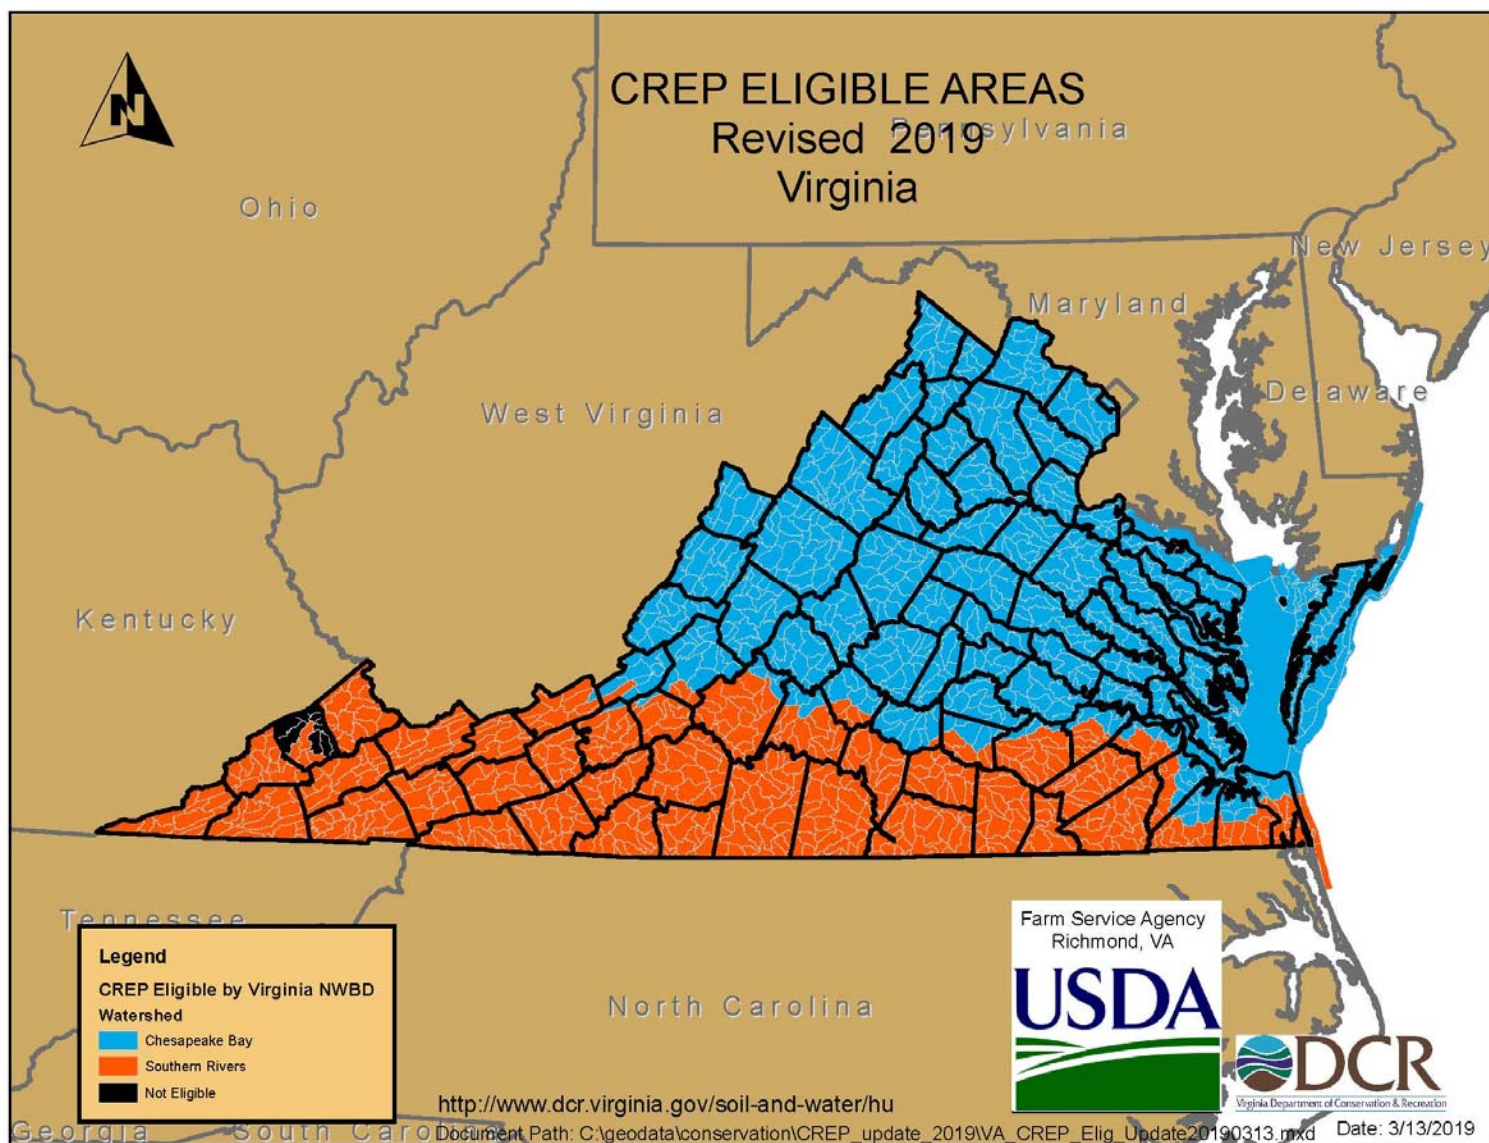 CREP ELIGIBLE AREAS
Pennsylvania
Revised 2019
Virginia
N
Ohio
New Jersey
Maryland
Delaware
West Virginia
Kentucky
Tennessee
Legend
CREP Eligible by Virginia NWBD
Watershed
Chesapeake Bay
Southern Rivers
Not Eligible
North Carolina
Farm Service Agency
Richmond, VA
USDA
DCR
Virginia Department of Conservation & Recreation
http://www.dcr.virginia.gov/soil-and-water/hu
Georgia
South Carolina
Document Path: C:\geodata\conservation\CREP_update_2019\VA_CREP_Elig_Update20190313.mxd
Date: 3/13/2019